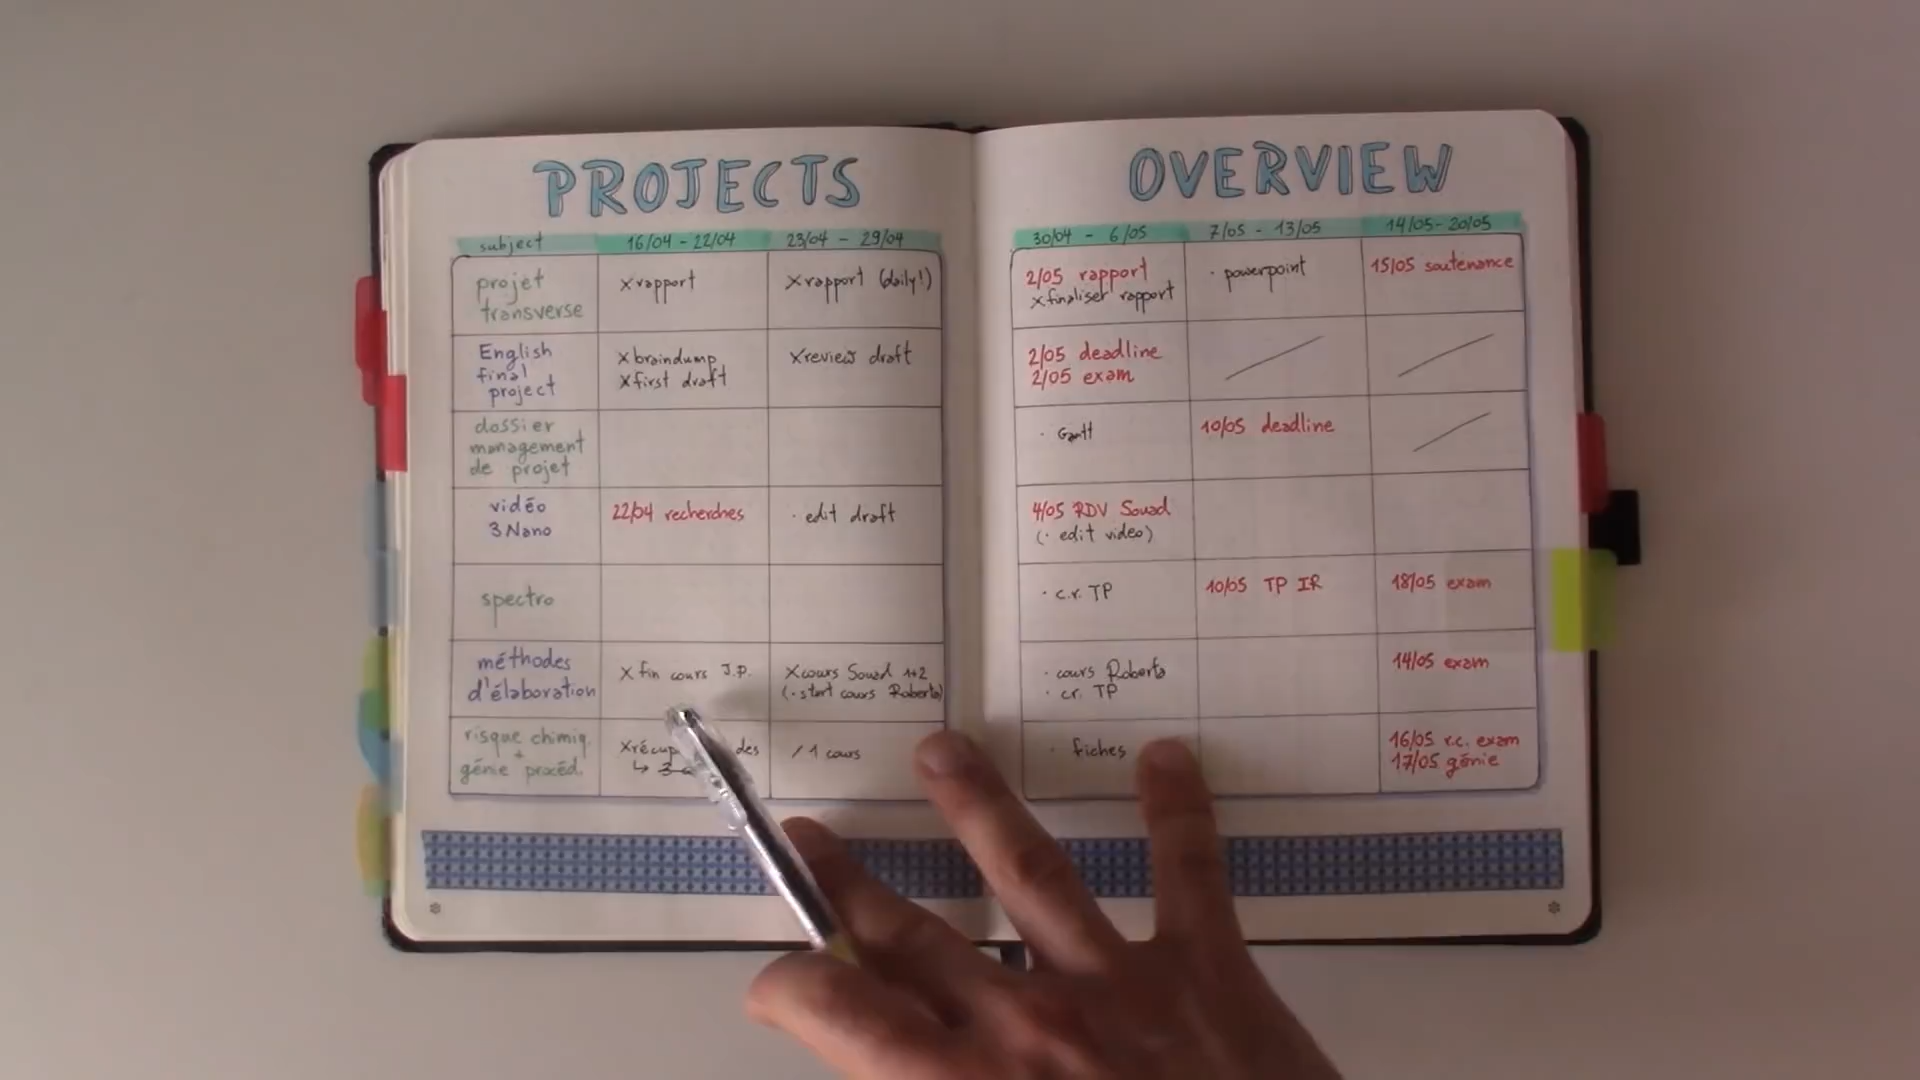 PROJECTS
OVERVIEW
subject
16/04 - 22/04
23/04 - 29/04
30/04 - 6/05
7/05 - 13/05
14/05 - 20/05
projet
transverse
x rapport
x rapport (daily!)
2/05 rapport
x finaliser rapport
· powerpoint
15/05 soutenance
English
final
project
x braindump
x first draft
x review draft
2/05 deadline
2/05 exam
dossier
management
de projet
· Gantt
10/05 deadline
vidéo
3 Nano
22/04 recherches
· edit draft
4/05 RDV Souad
(· edit video)
spectro
· c.r. TP
10/05 TP IR
18/05 exam
méthodes
d'élaboration
x fin cours J.P.
x cours Souad 1+2
(· start cours Roberta)
· cours Roberta
· cr. TP
14/05 exam
risque chimiq.
+
génie procéd.
des
↳ 3
/ 1 cours
· fiches
16/05 r.c. exam
17/05 génie